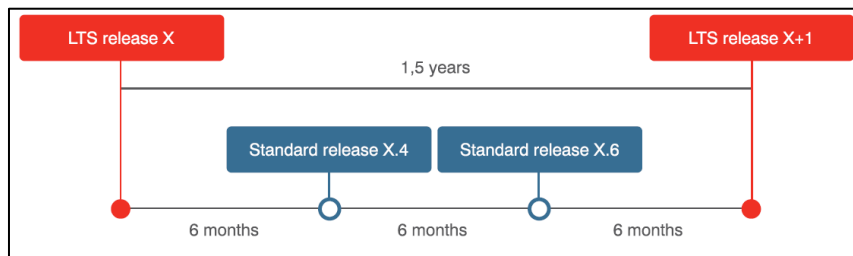 LTS release X
LTS release X+1
1,5 years
Standard release X.4
Standard release X.6
6 months
6 months
6 months